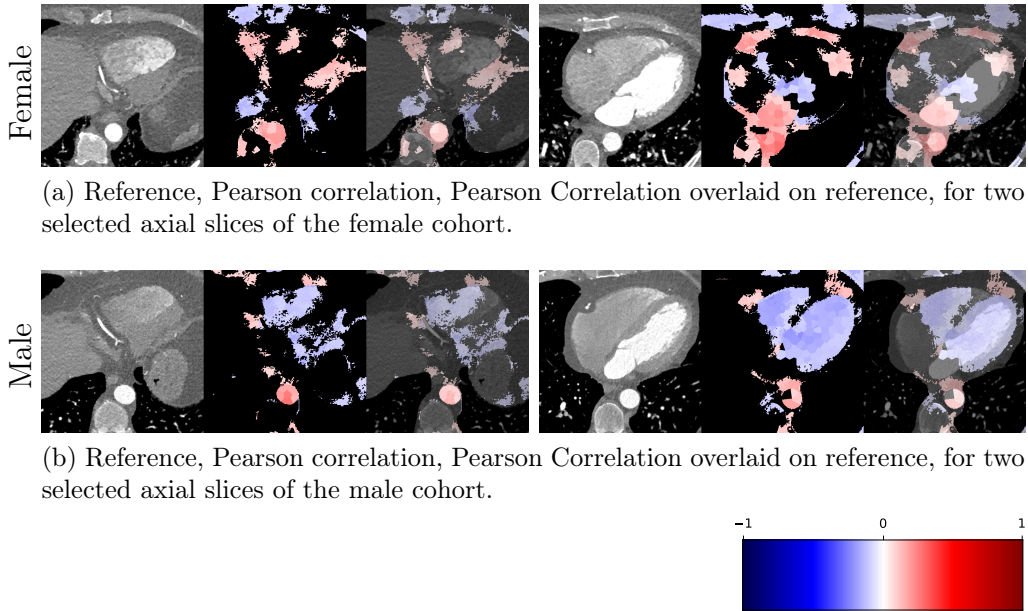 Female
(a) Reference, Pearson correlation, Pearson Correlation overlaid on reference, for two
selected axial slices of the female cohort.
Male
(b) Reference, Pearson correlation, Pearson Correlation overlaid on reference, for two
selected axial slices of the male cohort.
−1 0 1